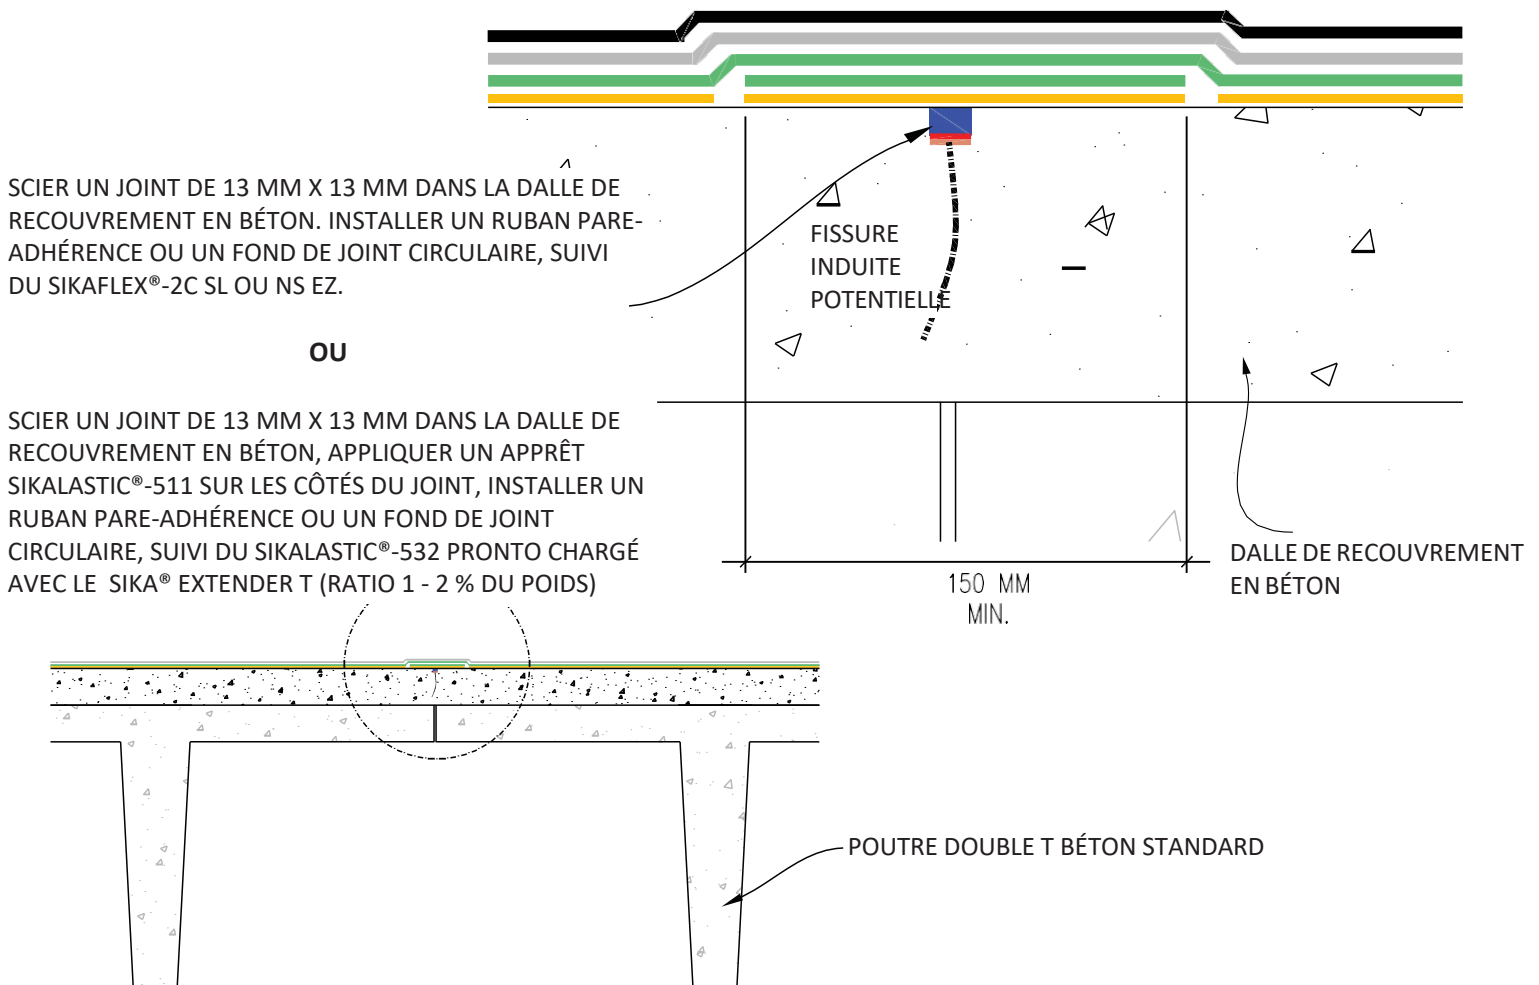 SCIER UN JOINT DE 13 MM X 13 MM DANS LA DALLE DE
RECOUVREMENT EN BÉTON. INSTALLER UN RUBAN PARE-
ADHÉRENCE OU UN FOND DE JOINT CIRCULAIRE, SUIVI
DU SIKAFLEX®-2C SL OU NS EZ.
OU
SCIER UN JOINT DE 13 MM X 13 MM DANS LA DALLE DE
RECOUVREMENT EN BÉTON, APPLIQUER UN APPRÊT
SIKALASTIC®-511 SUR LES CÔTÉS DU JOINT, INSTALLER UN
RUBAN PARE-ADHÉRENCE OU UN FOND DE JOINT
CIRCULAIRE, SUIVI DU SIKALASTIC®-532 PRONTO CHARGÉ
AVEC LE  SIKA® EXTENDER T (RATIO 1 - 2 % DU POIDS)
FISSURE
INDUITE
POTENTIELLE
150 MM
MIN.
DALLE DE RECOUVREMENT
EN BÉTON
POUTRE DOUBLE T BÉTON STANDARD